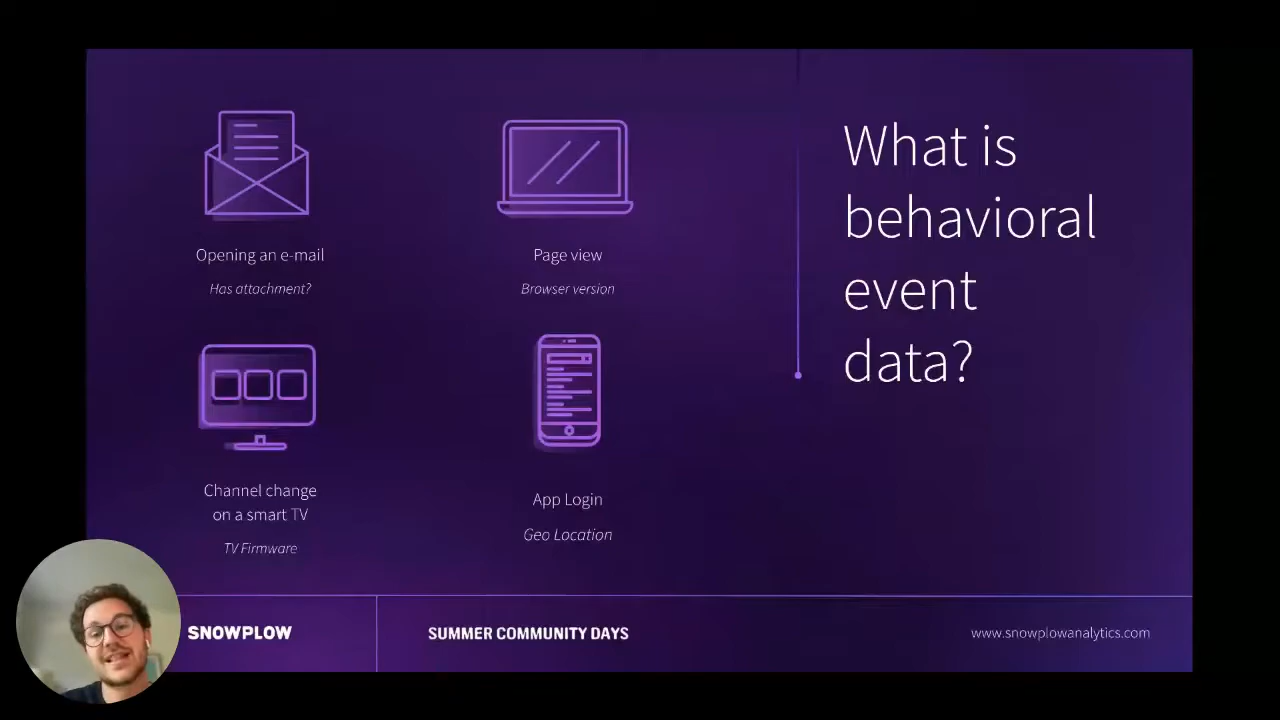 What is
behavioral
event
data?
Opening an e-mail
Has attachment?
Page view
Browser version
Channel change
on a smart TV
TV Firmware
App Login
Geo Location
SNOWPLOW
SUMMER COMMUNITY DAYS
www.snowplowanalytics.com